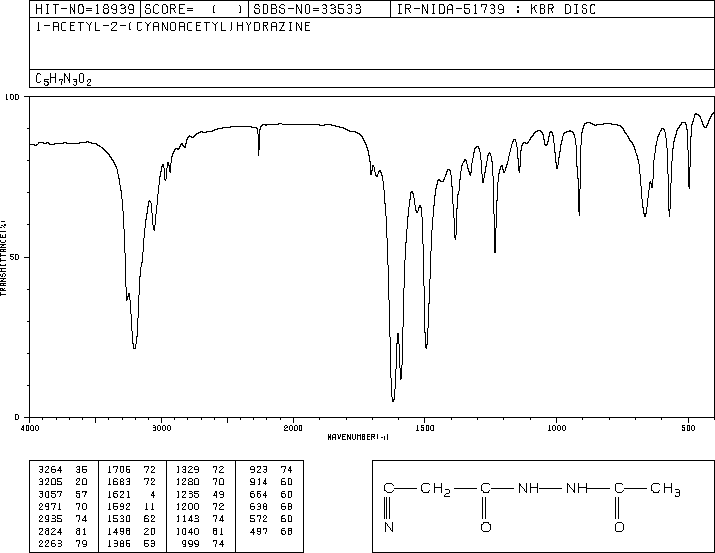 HIT-NO=18939 SCORE= ( ) SDBS-NO=33533 IR-NIDA-51739 : KBR DISC
1-ACETYL-2-(CYANOACETYL)HYDRAZINE
C5H7N3O2
100
50
0
TRANSMITTANCE(%)
4000 3000 2000 1500 1000 500
WAVENUMBER(-1)
3264 36 1706 72 1329 72 923 74
3205 20 1683 72 1280 70 914 60
3057 57 1621 4 1235 49 664 60
2971 70 1592 11 1200 72 638 68
2935 74 1530 62 1143 74 572 60
2824 81 1498 20 1040 81 497 68
2263 79 1386 53 999 74
C CH2 C NH NH C CH3
N O O